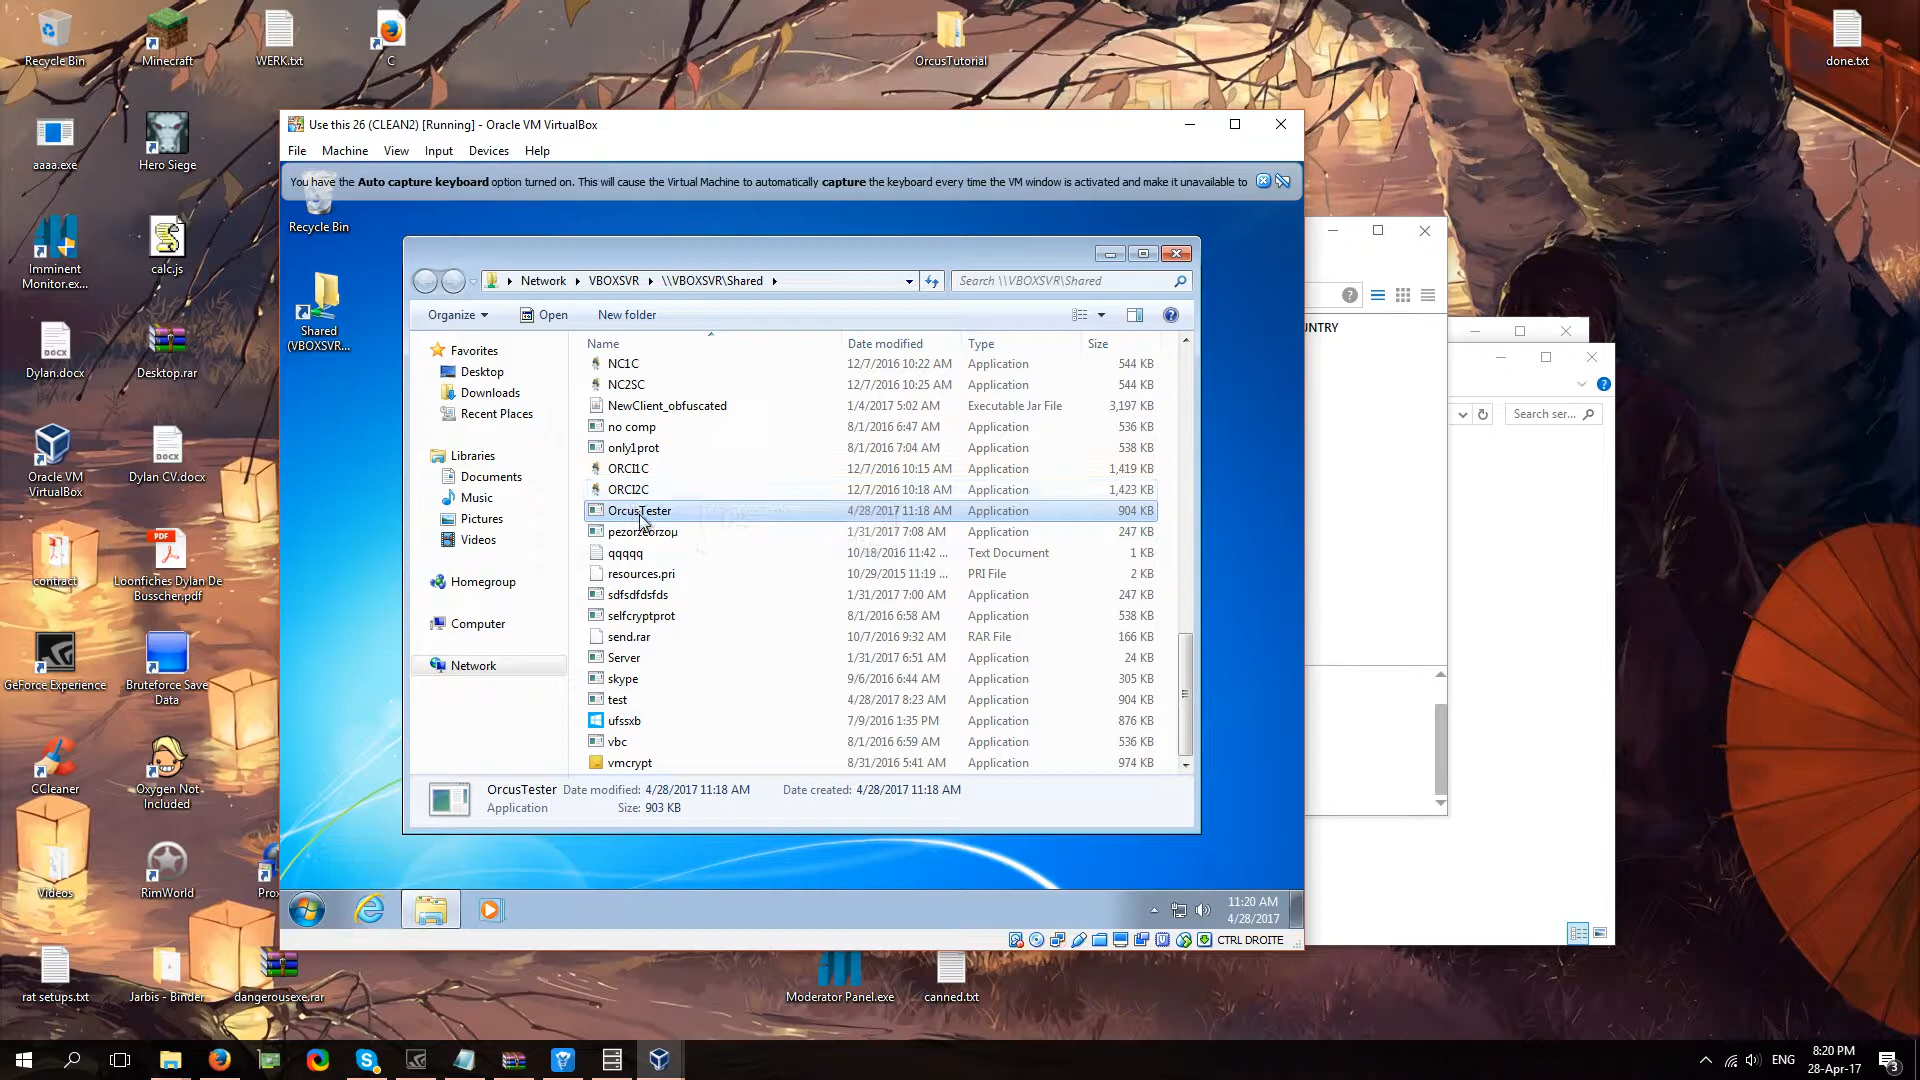 Recycle Bin
Minecraft
WERK.txt
C
OrcusTutorial
done.txt
aaaa.exe
Hero Siege
Imminent
Monitor.ex...
calc.js
Dylan.docx
Desktop.rar
Oracle VM
VirtualBox
Dylan CV.docx
contract
Loonfiches Dylan De
Busscher.pdf
GeForce Experience
Bruteforce Save
Data
CCleaner
Oxygen Not
Included
Videos
RimWorld
Prox
rat setups.txt
Jarbis - Binder
dangerousexe.rar
Moderator Panel.exe
canned.txt
Use this 26 (CLEAN2) [Running] - Oracle VM VirtualBox
File
Machine
View
Input
Devices
Help
You have the Auto capture keyboard option turned on. This will cause the Virtual Machine to automatically capture the keyboard every time the VM window is activated and make it unavailable to
Recycle Bin
Shared
(VBOXSVR...
Network
VBOXSVR
\\VBOXSVR\Shared
Search \\VBOXSVR\Shared
Organize
Open
New folder
Favorites
Desktop
Downloads
Recent Places
Libraries
Documents
Music
Pictures
Videos
Homegroup
Computer
Network
Name Date modified Type Size
NC1C 12/7/2016 10:22 AM Application 544 KB
NC2SC 12/7/2016 10:25 AM Application 544 KB
NewClient_obfuscated 1/4/2017 5:02 AM Executable Jar File 3,197 KB
no comp 8/1/2016 6:47 AM Application 536 KB
only1prot 8/1/2016 7:04 AM Application 538 KB
ORCI1C 12/7/2016 10:15 AM Application 1,419 KB
ORCI2C 12/7/2016 10:18 AM Application 1,423 KB
OrcusTester 4/28/2017 11:18 AM Application 904 KB
pezorzeorzou 1/31/2017 7:08 AM Application 247 KB
qqqqq 10/18/2016 11:42 ... Text Document 1 KB
resources.pri 10/29/2015 11:19 ... PRI File 2 KB
sdfsdfdsfds 1/31/2017 7:00 AM Application 247 KB
selfcryptprot 8/1/2016 6:58 AM Application 538 KB
send.rar 10/7/2016 9:32 AM RAR File 166 KB
Server 1/31/2017 6:51 AM Application 24 KB
skype 9/6/2016 6:44 AM Application 305 KB
test 4/28/2017 8:23 AM Application 904 KB
ufssxb 7/9/2016 1:35 PM Application 876 KB
vbc 8/1/2016 6:59 AM Application 536 KB
vmcrypt 8/31/2016 5:41 AM Application 974 KB
OrcusTester Date modified: 4/28/2017 11:18 AM Date created: 4/28/2017 11:18 AM
Application Size: 903 KB
11:20 AM
4/28/2017
CTRL DROITE
UNTRY
Search ser...
ENG
8:20 PM
28-Apr-17
3